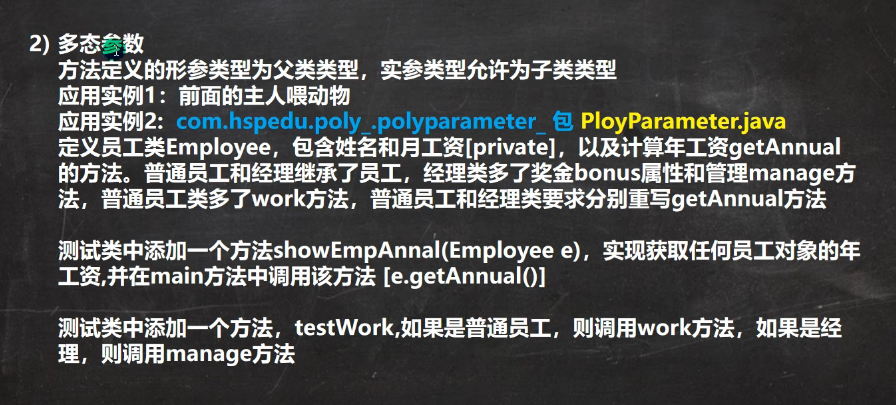 2) 多态参数
方法定义的形参类型为父类类型，实参类型允许为子类类型
应用实例1：前面的主人喂动物
应用实例2: com.hspedu.poly_.polyparameter_ 包 PloyParameter.java
定义员工类Employee，包含姓名和月工资[private]，以及计算年工资getAnnual
的方法。普通员工和经理继承了员工，经理类多了奖金bonus属性和管理manage方
法，普通员工类多了work方法，普通员工和经理类要求分别重写getAnnual方法
测试类中添加一个方法showEmpAnnal(Employee e)，实现获取任何员工对象的年
工资,并在main方法中调用该方法 [e.getAnnual()]
测试类中添加一个方法，testWork,如果是普通员工，则调用work方法，如果是经
理，则调用manage方法